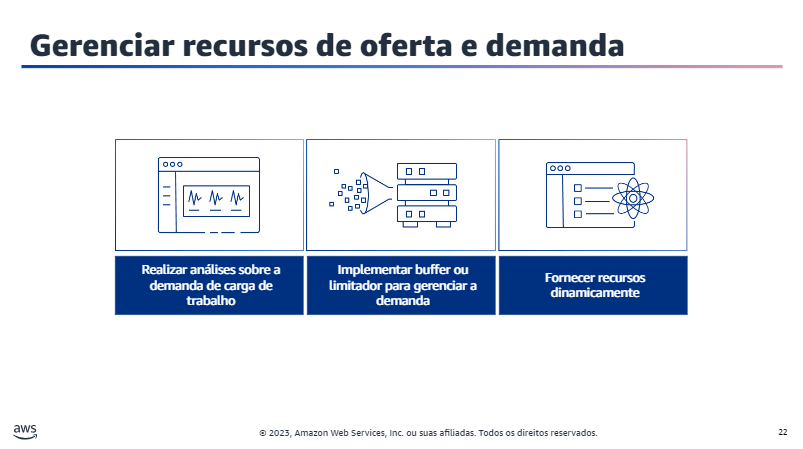 Gerenciar recursos de oferta e demanda
Realizar análises sobre a
demanda de carga de
trabalho
Implementar buffer ou
limitador para gerenciar a
demanda
Fornecer recursos
dinamicamente
aws
© 2023, Amazon Web Services, Inc. ou suas afiliadas. Todos os direitos reservados.
22